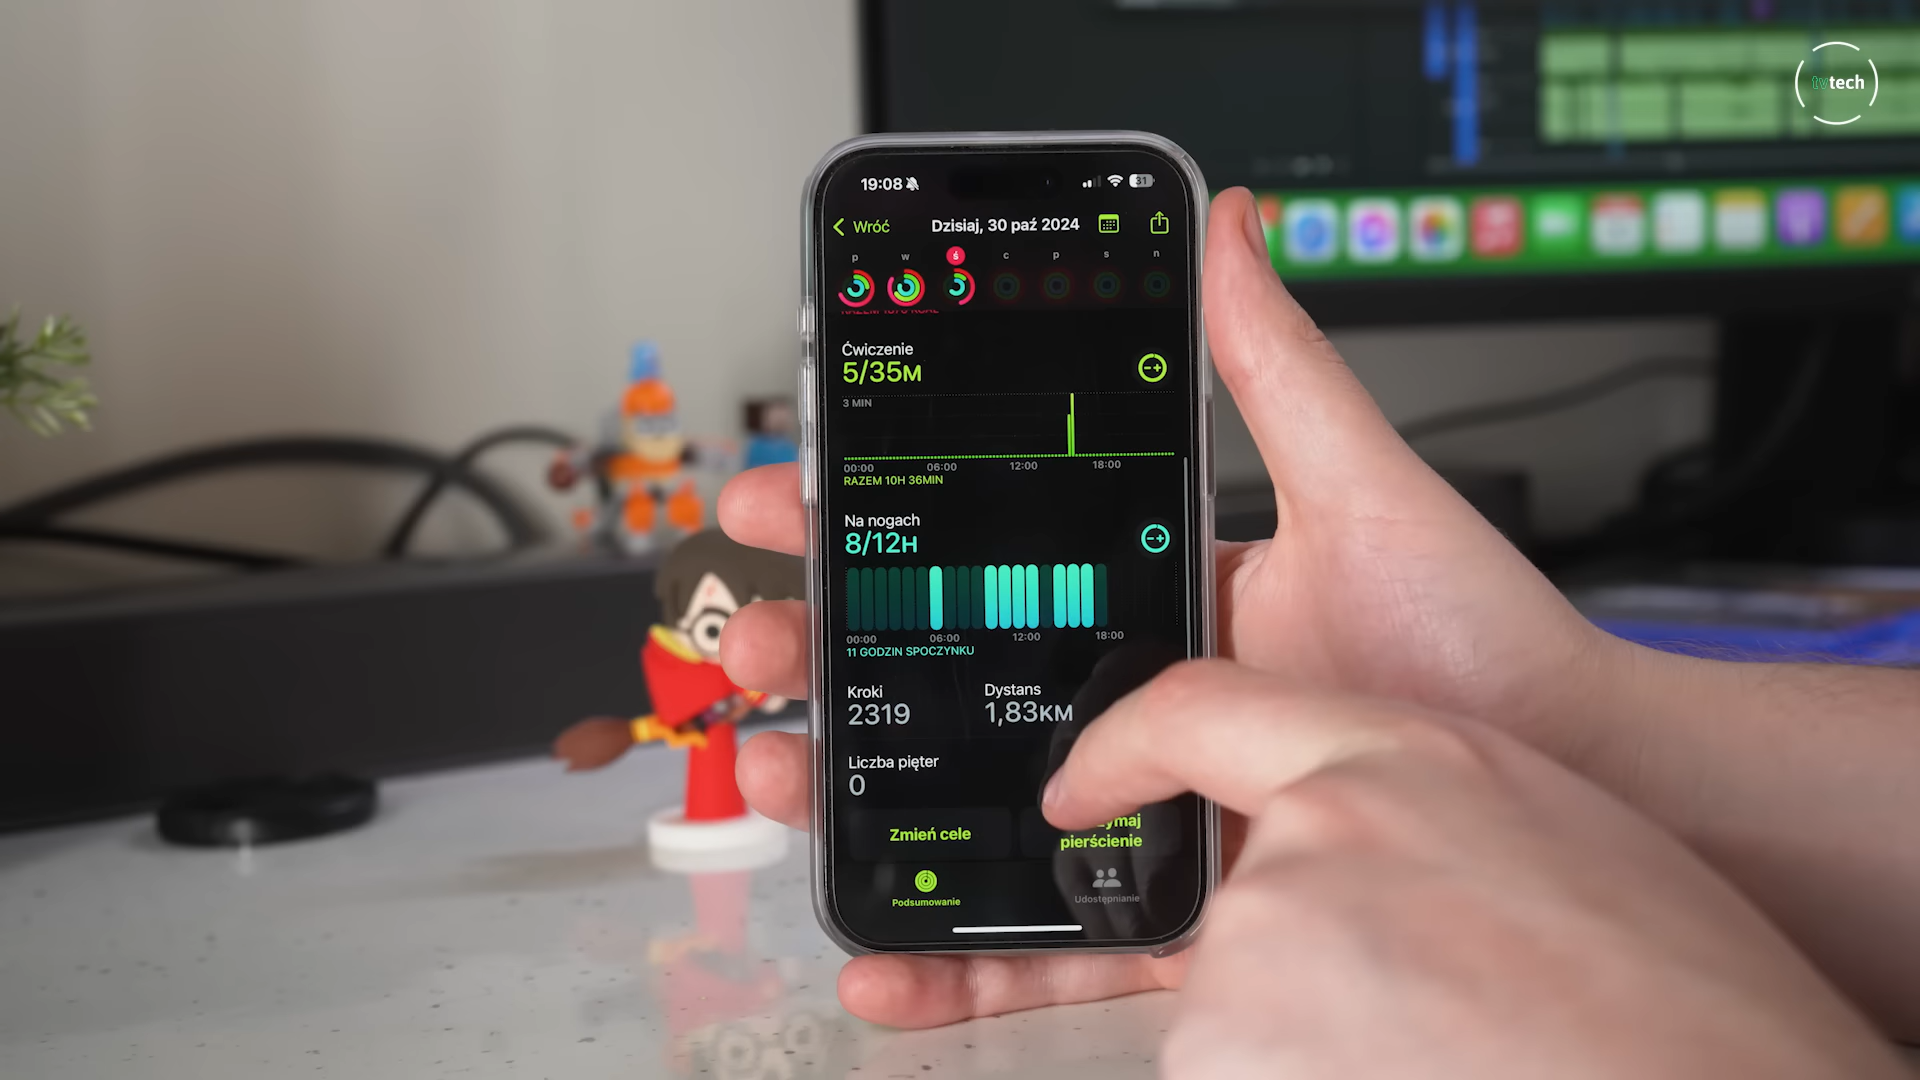 tvtech
19:08
31
Wróć
Dzisiaj, 30 paź 2024
p w ś c p s n
Ćwiczenie
5/35M
3 MIN
00:00 06:00 12:00 18:00
RAZEM 10H 36MIN
Na nogach
8/12H
00:00 06:00 12:00 18:00
11 GODZIN SPOCZYNKU
Kroki
2319
Dystans
1,83KM
Liczba pięter
0
Zmień cele
pierścienie
Podsumowanie
Udostępnianie